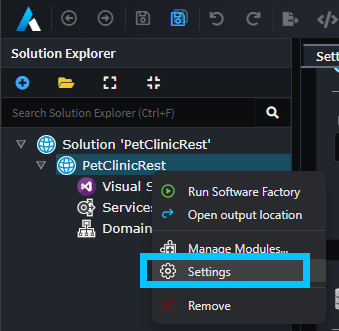 Solution Explorer
Sett
Search Solution Explorer (Ctrl+F)
Solution 'PetClinicRest'
PetClinicRest
Visual S
Services
Domain
Run Software Factory
Open output location
Manage Modules...
Settings
Remove